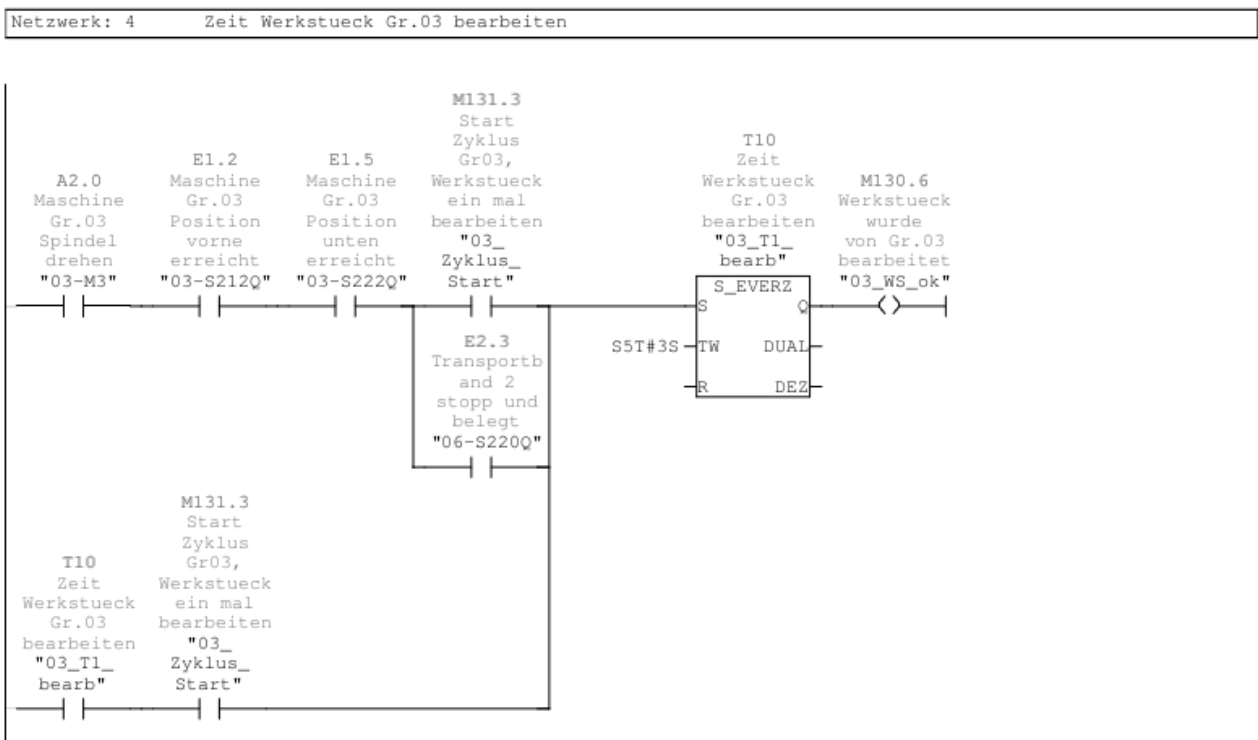 Netzwerk: 4 Zeit Werkstueck Gr.03 bearbeiten
A2.0
Maschine
Gr.03
Spindel
drehen
"03-M3"
E1.2
Maschine
Gr.03
Position
vorne
erreicht
"03-S212Q"
E1.5
Maschine
Gr.03
Position
unten
erreicht
"03-S222Q"
M131.3
Start
Zyklus
Gr03,
Werkstueck
ein mal
bearbeiten
"03_
Zyklus_
Start"
T10
Zeit
Werkstueck
Gr.03
bearbeiten
"03_T1_
bearb"
S_EVERZ
S Q
S5T#3S TW DUAL
R DEZ
M130.6
Werkstueck
wurde
von Gr.03
bearbeitet
"03_WS_ok"
E2.3
Transportb
and 2
stopp und
belegt
"06-S220Q"
T10
Zeit
Werkstueck
Gr.03
bearbeiten
"03_T1_
bearb"
M131.3
Start
Zyklus
Gr03,
Werkstueck
ein mal
bearbeiten
"03_
Zyklus_
Start"